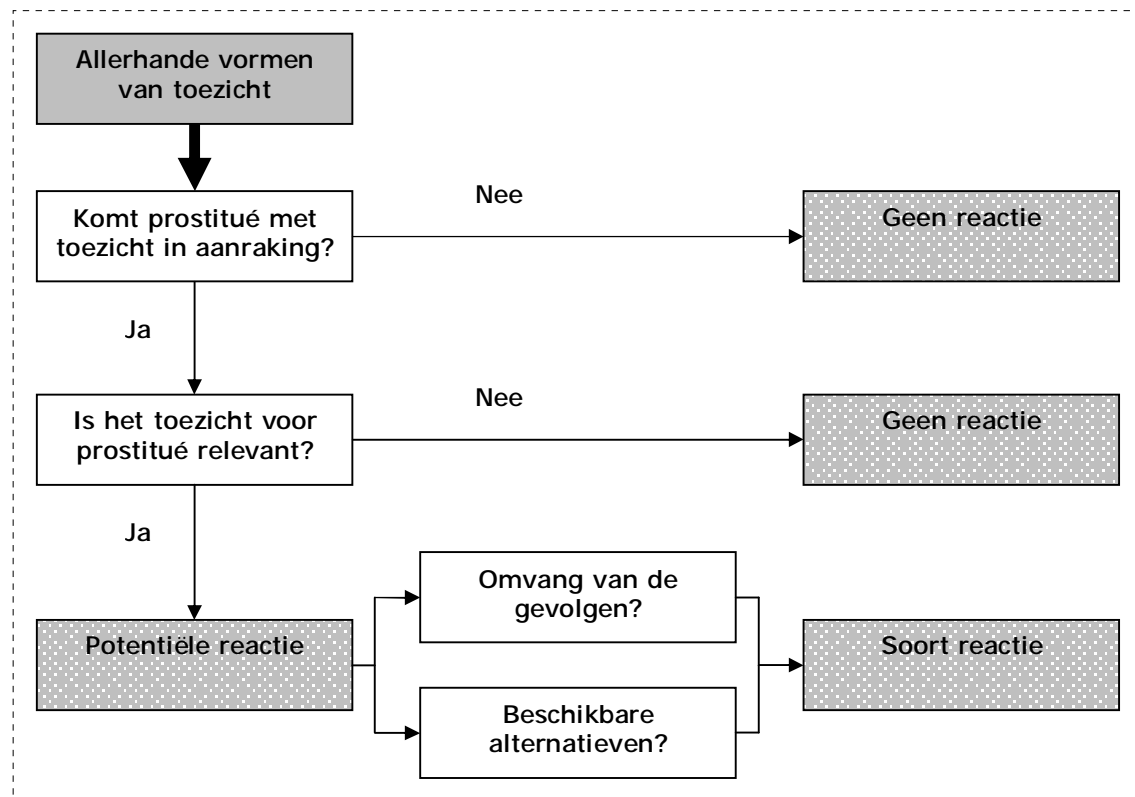 Allerhande vormen
van toezicht
Nee
Komt prostitué met
toezicht in aanraking?
Geen reactie
Ja
Nee
Is het toezicht voor
prostitué relevant?
Geen reactie
Ja
Omvang van de
gevolgen?
Potentiële reactie
Soort reactie
Beschikbare
alternatieven?